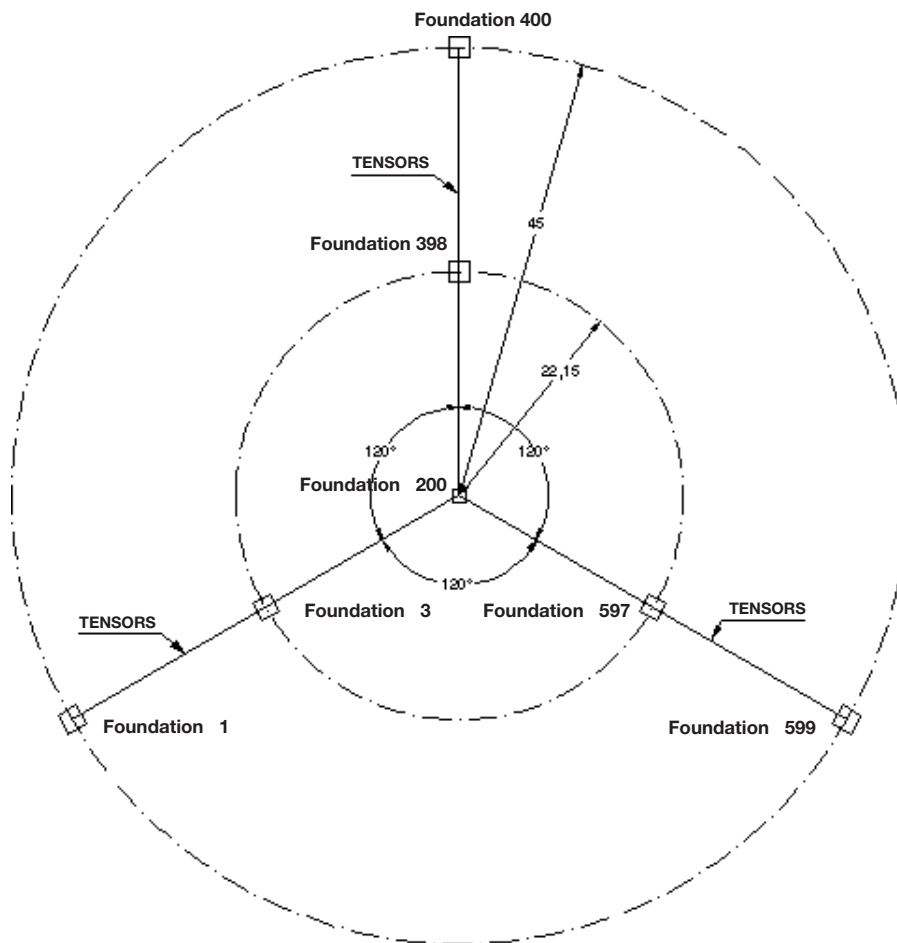 Foundation 400
TENSORS
45
Foundation 398
22,15
120°
120°
Foundation 200
120°
Foundation 3
Foundation 597
TENSORS
TENSORS
Foundation 1
Foundation 599